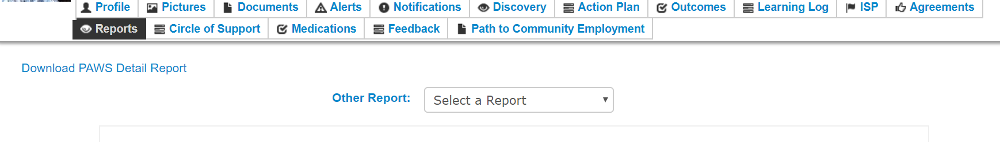 Profile Pictures Documents Alerts Notifications Discovery Action Plan Outcomes Learning Log ISP Agreements
Reports Circle of Support Medications Feedback Path to Community Employment
Download PAWS Detail Report
Other Report: Select a Report